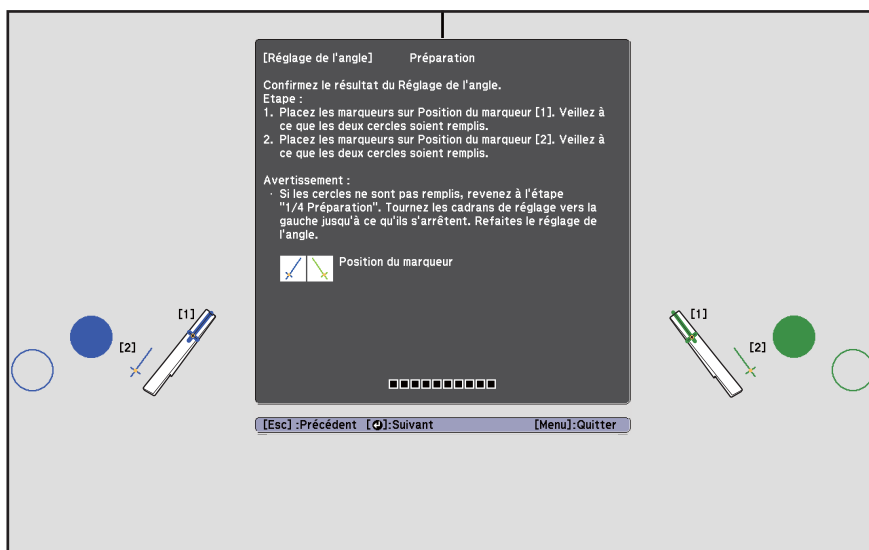 [Réglage de l'angle] Préparation
Confirmez le résultat du Réglage de l'angle.
Etape :
1. Placez les marqueurs sur Position du marqueur [1]. Veillez à
ce que les deux cercles soient remplis.
2. Placez les marqueurs sur Position du marqueur [2]. Veillez à
ce que les deux cercles soient remplis.
Avertissement :
· Si les cercles ne sont pas remplis, revenez à l'étape
"1/4 Préparation". Tournez les cadrans de réglage vers la
gauche jusqu'à ce qu'ils s'arrêtent. Refaites le réglage de
l'angle.
Position du marqueur
[1]
[2]
[1]
[2]
[Esc] :Précédent [↵]:Suivant [Menu]:Quitter